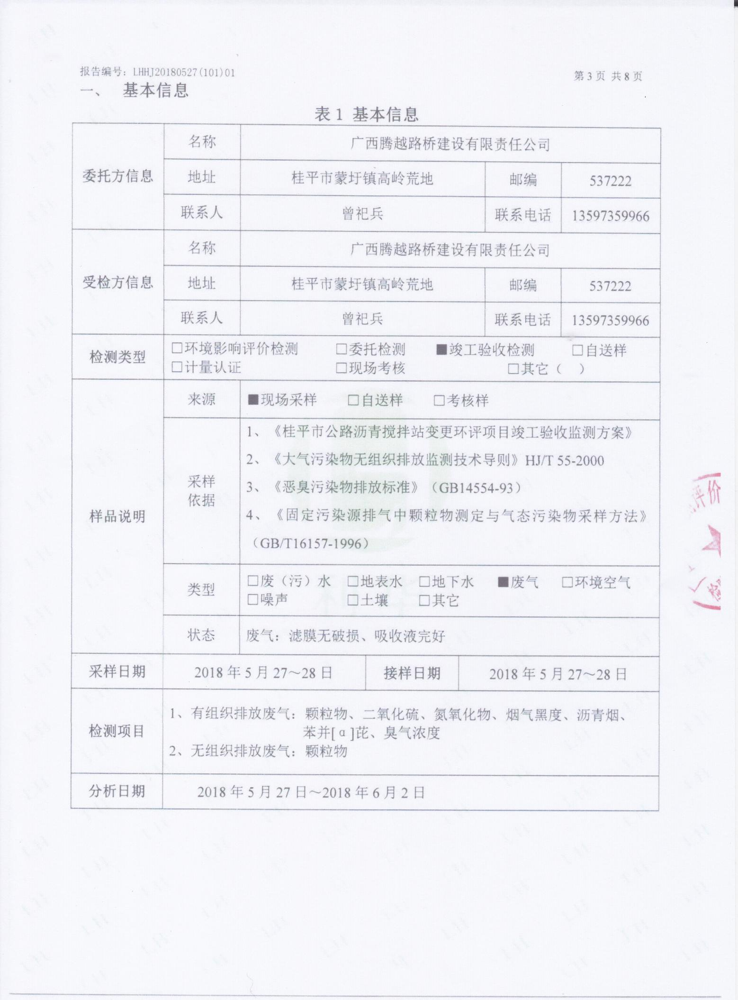 报告编号：LHHJ20180527(101)01
第 3 页 共 8 页
一、 基本信息
表 1 基本信息
委托方信息
名称
广西腾越路桥建设有限责任公司
地址
桂平市蒙圩镇高岭荒地
邮编
537222
联系人
曾祀兵
联系电话
13597359966
受检方信息
名称
广西腾越路桥建设有限责任公司
地址
桂平市蒙圩镇高岭荒地
邮编
537222
联系人
曾祀兵
联系电话
13597359966
检测类型
□环境影响评价检测 □委托检测 ■竣工验收检测 □自送样
□计量认证 □现场考核 □其它（ ）
样品说明
来源
■现场采样 □自送样 □考核样
采样
依据
1、《桂平市公路沥青搅拌站变更环评项目竣工验收监测方案》
2、《大气污染物无组织排放监测技术导则》HJ/T 55-2000
3、《恶臭污染物排放标准》（GB14554-93）
4、《固定污染源排气中颗粒物测定与气态污染物采样方法》
（GB/T16157-1996）
类型
□废（污）水 □地表水 □地下水 ■废气 □环境空气
□噪声 □土壤 □其它
状态
废气：滤膜无破损、吸收液完好
采样日期
2018 年 5 月 27～28 日
接样日期
2018 年 5 月 27～28 日
检测项目
1、有组织排放废气：颗粒物、二氧化硫、氮氧化物、烟气黑度、沥青烟、
苯并[α]芘、臭气浓度
2、无组织排放废气：颗粒物
分析日期
2018 年 5 月 27 日～2018 年 6 月 2 日
评价